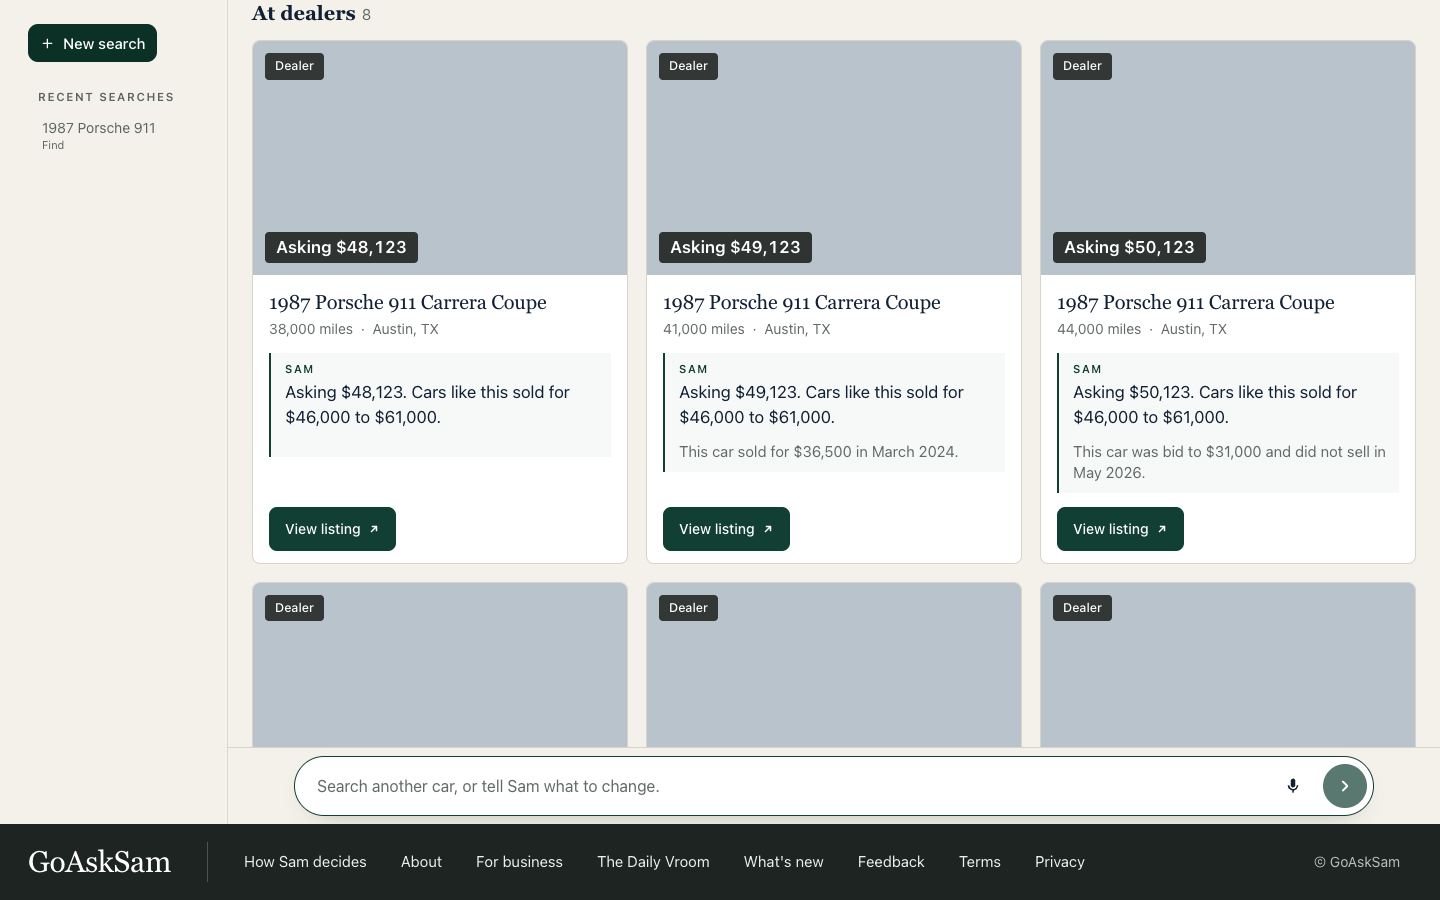 + New search
RECENT SEARCHES
1987 Porsche 911
Find
At dealers 8
Dealer
Asking $48,123
1987 Porsche 911 Carrera Coupe
38,000 miles · Austin, TX
SAM
Asking $48,123. Cars like this sold for
$46,000 to $61,000.
View listing
Dealer
Asking $49,123
1987 Porsche 911 Carrera Coupe
41,000 miles · Austin, TX
SAM
Asking $49,123. Cars like this sold for
$46,000 to $61,000.
This car sold for $36,500 in March 2024.
View listing
Dealer
Asking $50,123
1987 Porsche 911 Carrera Coupe
44,000 miles · Austin, TX
SAM
Asking $50,123. Cars like this sold for
$46,000 to $61,000.
This car was bid to $31,000 and did not sell in
May 2026.
View listing
Dealer
Dealer
Dealer
Search another car, or tell Sam what to change.
GoAskSam
How Sam decides
About
For business
The Daily Vroom
What's new
Feedback
Terms
Privacy
© GoAskSam